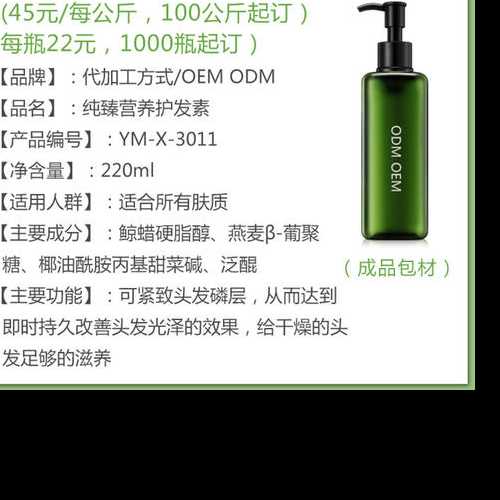 (45元/每公斤，100公斤起订）
每瓶22元，1000瓶起订）
【品牌】：代加工方式/OEM ODM
【品名】：纯臻营养护发素
【产品编号】：YM-X-3011
【净含量】：220ml
【适用人群】：适合所有肤质
【主要成分】：鲸蜡硬脂醇、燕麦β-葡聚
糖、椰油酰胺丙基甜菜碱、泛醌
【主要功能】：可紧致头发磷层，从而达到
即时持久改善头发光泽的效果，给干燥的头
发足够的滋养
ODM OEM
（成品包材）